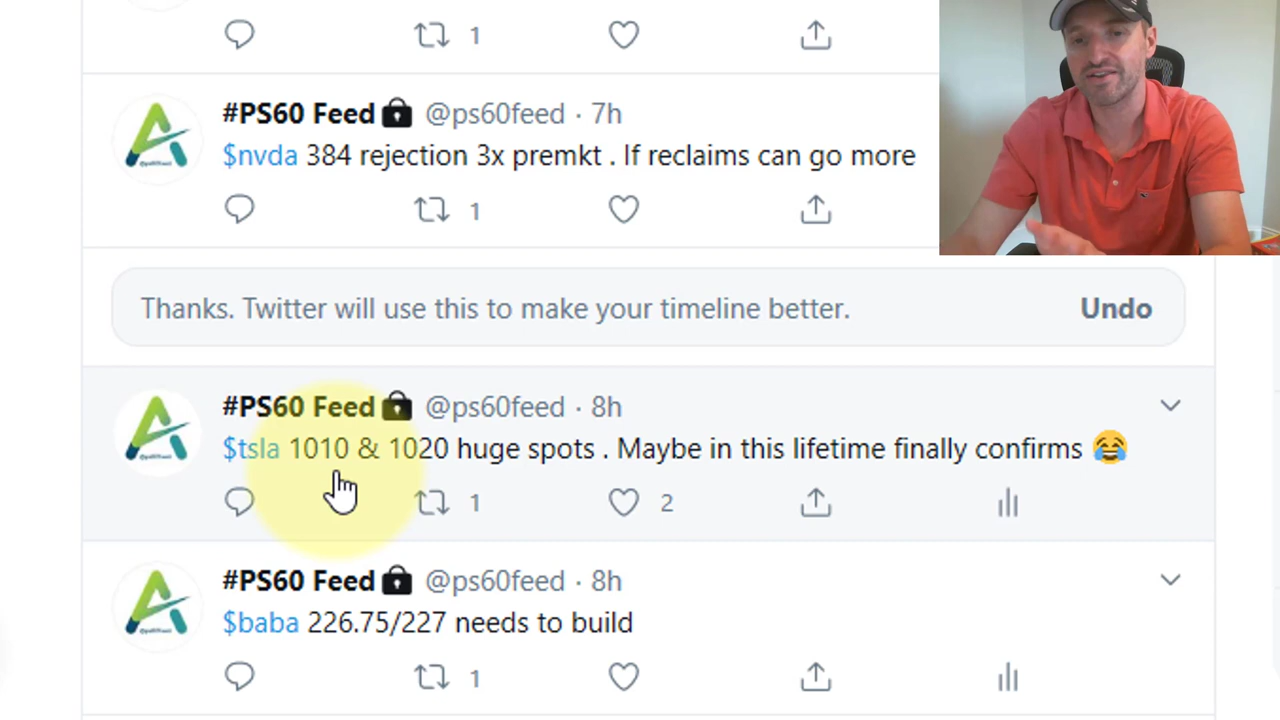 1
#PS60 Feed @ps60feed · 7h
$nvda 384 rejection 3x premkt . If reclaims can go more
1
Thanks. Twitter will use this to make your timeline better. Undo
#PS60 Feed @ps60feed · 8h
$tsla 1010 & 1020 huge spots . Maybe in this lifetime finally confirms 😂
1 2
#PS60 Feed @ps60feed · 8h
$baba 226.75/227 needs to build
1